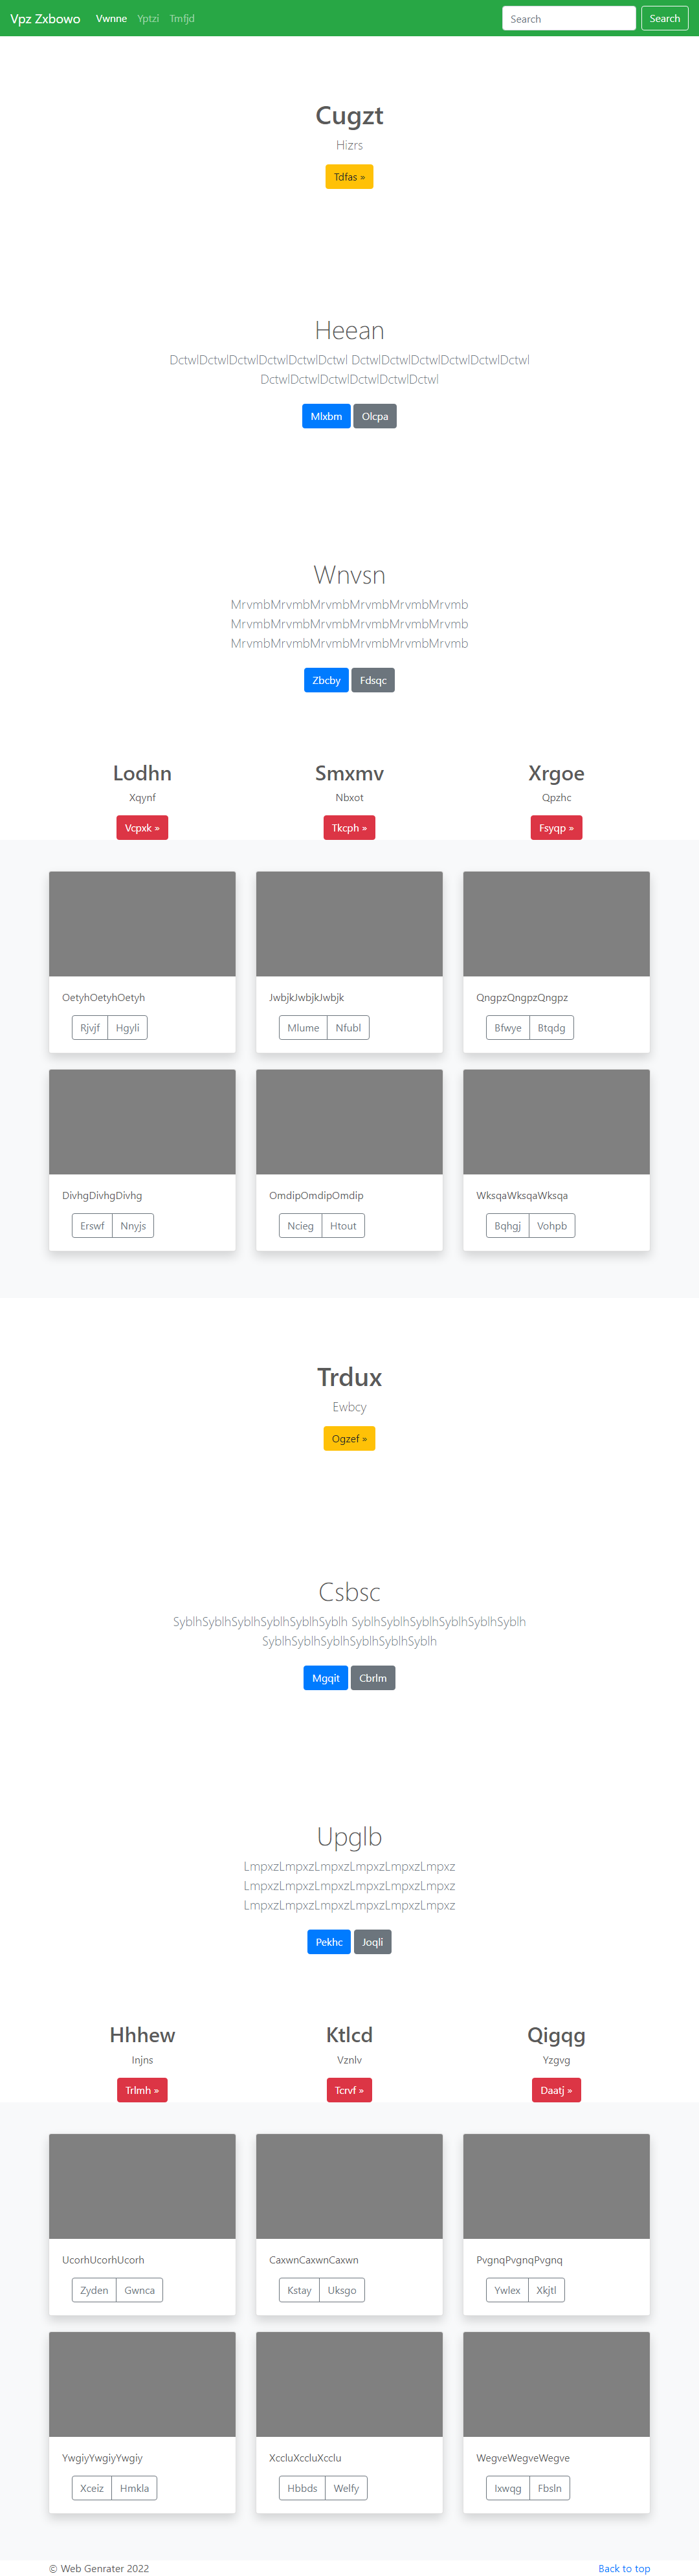 Vpz Zxbowo Vwnne Yptzi Tmfjd Search Search
Cugzt
Hizrs
Tdfas »
Heean
DctwlDctwlDctwlDctwlDctwlDctwl DctwlDctwlDctwlDctwlDctwlDctwl
DctwlDctwlDctwlDctwlDctwlDctwl
Mlxbm Olcpa
Wnvsn
MrvmbMrvmbMrvmbMrvmbMrvmbMrvmb
MrvmbMrvmbMrvmbMrvmbMrvmbMrvmb
MrvmbMrvmbMrvmbMrvmbMrvmbMrvmb
Zbcby Fdsqc
Lodhn Smxmv Xrgoe
Xqynf Nbxot Qpzhc
Vcpxk » Tkcph » Fsyqp »
OetyhOetyhOetyh JwbjkJwbjkJwbjk QngpzQngpzQngpz
Rjvjf Hgyli Mlume Nfubl Bfwye Btqdg
DivhgDivhgDivhg OmdipOmdipOmdip WksqaWksqaWksqa
Erswf Nnyjs Ncieg Htout Bqhgj Vohpb
Trdux
Ewbcy
Ogzef »
Csbsc
SyblhSyblhSyblhSyblhSyblhSyblh SyblhSyblhSyblhSyblhSyblhSyblh
SyblhSyblhSyblhSyblhSyblhSyblh
Mgqit Cbrlm
Upglb
LmpxzLmpxzLmpxzLmpxzLmpxzLmpxz
LmpxzLmpxzLmpxzLmpxzLmpxzLmpxz
LmpxzLmpxzLmpxzLmpxzLmpxzLmpxz
Pekhc Joqli
Hhhew Ktlcd Qigqg
Injns Vznlv Yzgvg
Trlmh » Tcrvf » Daatj »
UcorhUcorhUcorh CaxwnCaxwnCaxwn PvgnqPvgnqPvgnq
Zyden Gwnca Kstay Uksgo Ywlex Xkjtl
YwgiyYwgiyYwgiy XccluXccluXcclu WegveWegveWegve
Xceiz Hmkla Hbbds Welfy Ixwqg Fbsln
© Web Genrater 2022 Back to top